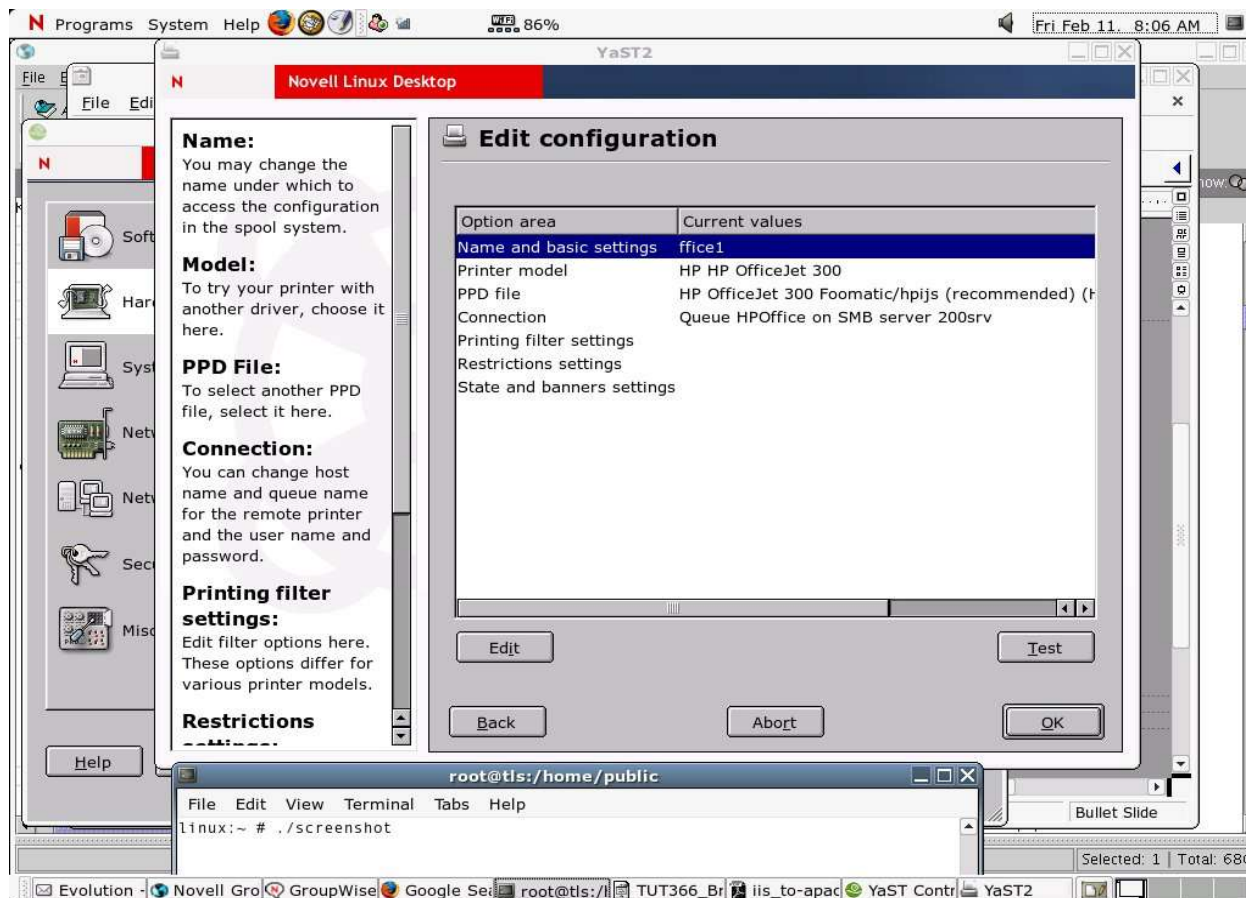 N Programs System Help 86% Fri Feb 11, 8:06 AM
YaST2
N Novell Linux Desktop
File
File Edi
N
Soft
Hard
Syst
Netw
Netw
Secu
Misc
Help
Name:
You may change the
name under which to
access the configuration
in the spool system.
Model:
To try your printer with
another driver, choose it
here.
PPD File:
To select another PPD
file, select it here.
Connection:
You can change host
name and queue name
for the remote printer
and the user name and
password.
Printing filter
settings:
Edit filter options here.
These options differ for
various printer models.
Restrictions
settings:
Edit configuration
Option area Current values
Name and basic settings ffice1
Printer model HP HP OfficeJet 300
PPD file HP OfficeJet 300 Foomatic/hpijs (recommended) (h
Connection Queue HPOffice on SMB server 200srv
Printing filter settings
Restrictions settings
State and banners settings
Edit Test
Back Abort OK
now:
root@tls:/home/public
File Edit View Terminal Tabs Help
linux:~ # ./screenshot
Bullet Slide
Selected: 1 Total: 680
Evolution - Novell Gro GroupWise Google Sea root@tls:/h TUT366_Br iis_to-apac YaST Contr YaST2